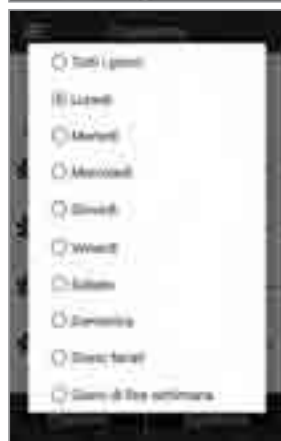 Tutti i giorni
Lunedì
Martedì
Mercoledì
Giovedì
Venerdì
Sabato
Domenica
Giorni feriali
Giorni di fine settimana